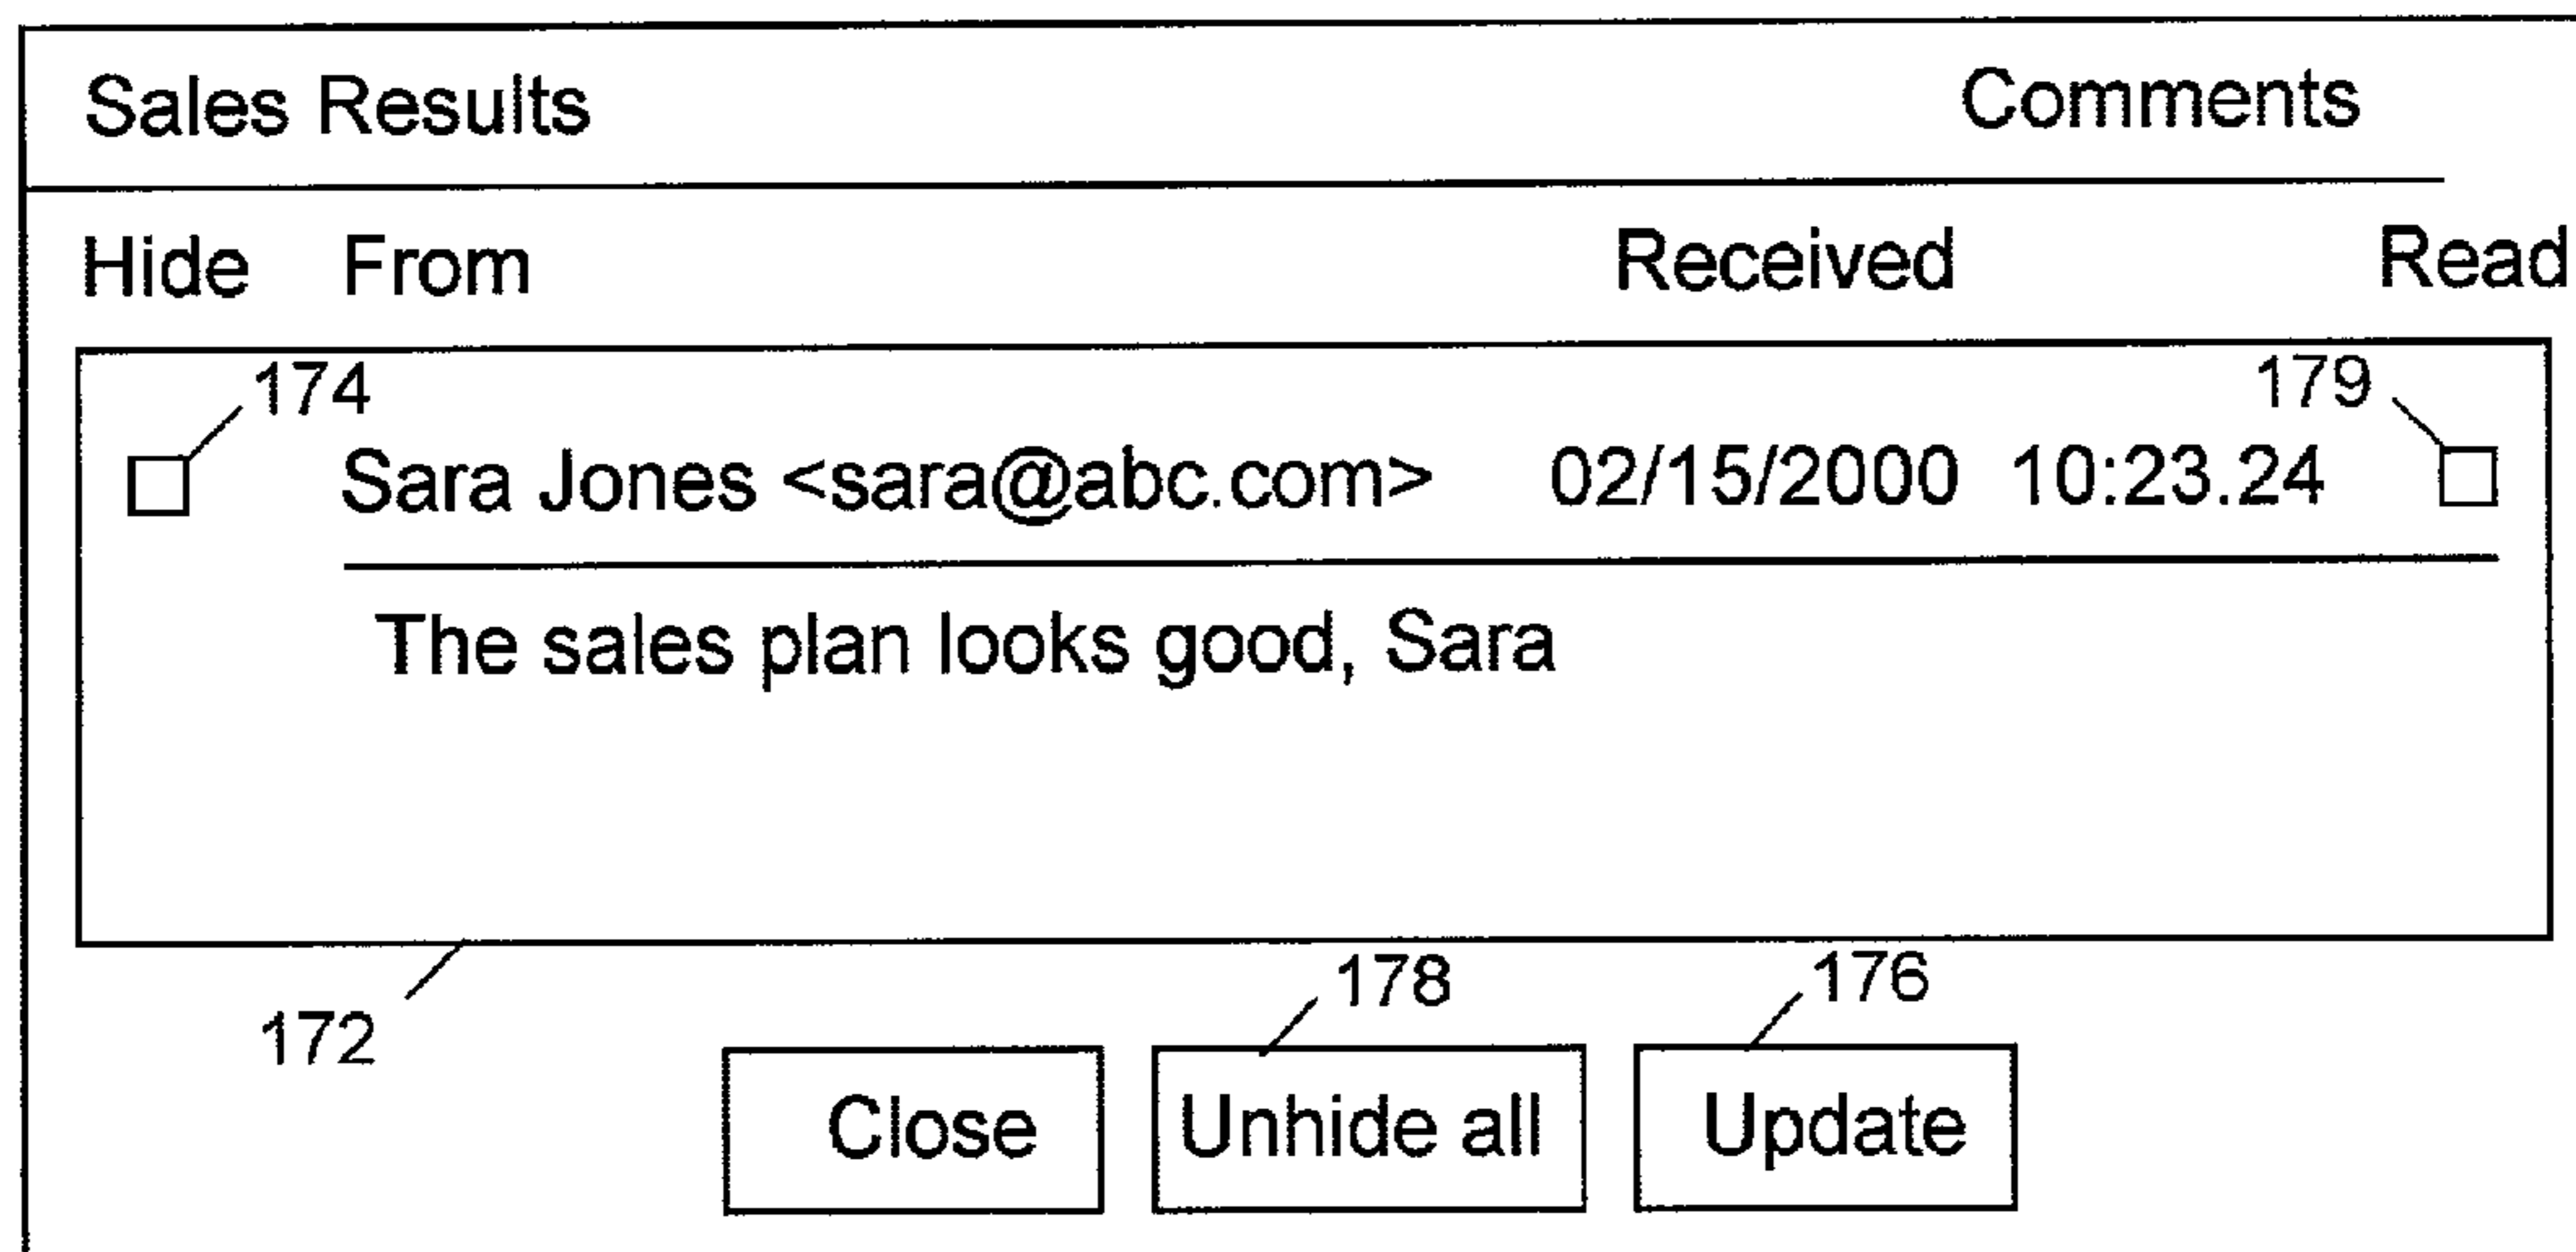 Sales Results Comments
Hide From Received Read
174 179
Sara Jones <sara@abc.com> 02/15/2000 10:23.24
The sales plan looks good, Sara
172 178 176
Close Unhide all Update